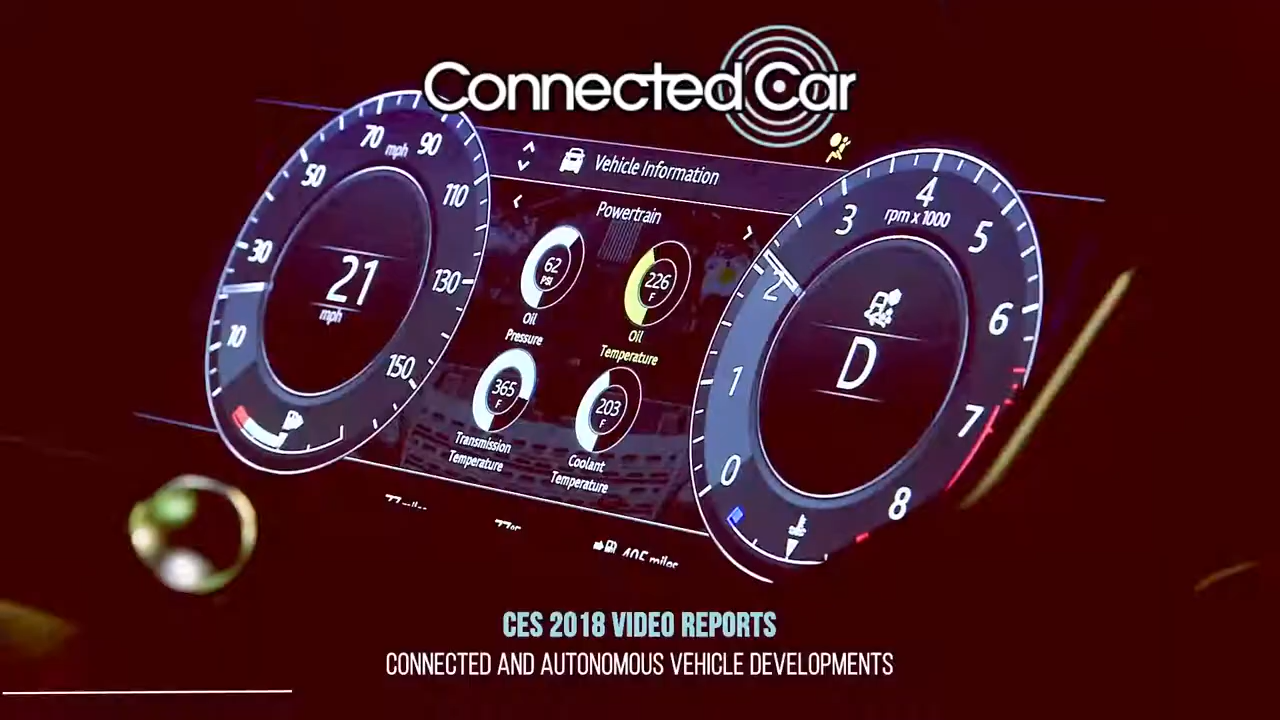 Connected Car
70 mph 90
50
110
30
130
21
mph
10
150
Vehicle Information
Powertrain
62
PSI
Oil
Pressure
226
F
Oil
Temperature
365
F
Transmission
Temperature
203
F
Coolant
Temperature
4
3
rpm x 1000
5
2
6
D
1
7
0
8
405 miles
CES 2018 VIDEO REPORTS
CONNECTED AND AUTONOMOUS VEHICLE DEVELOPMENTS